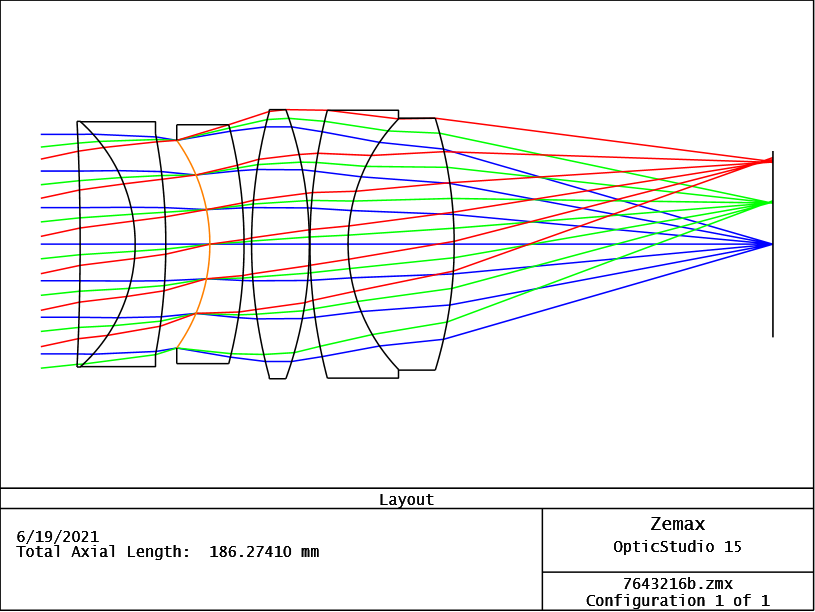 Layout
6/19/2021
Total Axial Length:  186.27410 mm
Zemax
OpticStudio 15
7643216b.zmx
Configuration 1 of 1